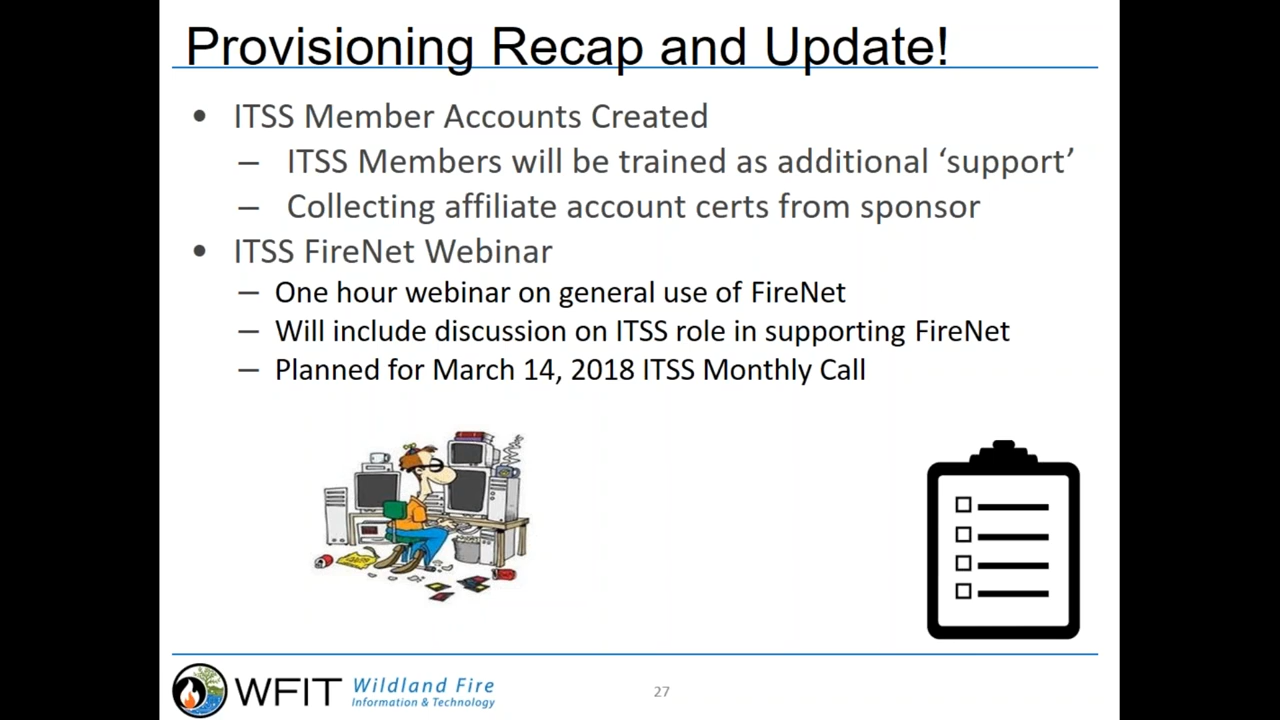 Provisioning Recap and Update!
• ITSS Member Accounts Created
– ITSS Members will be trained as additional ‘support’
– Collecting affiliate account certs from sponsor
• ITSS FireNet Webinar
– One hour webinar on general use of FireNet
– Will include discussion on ITSS role in supporting FireNet
– Planned for March 14, 2018 ITSS Monthly Call
WFIT Wildland Fire
Information & Technology
27